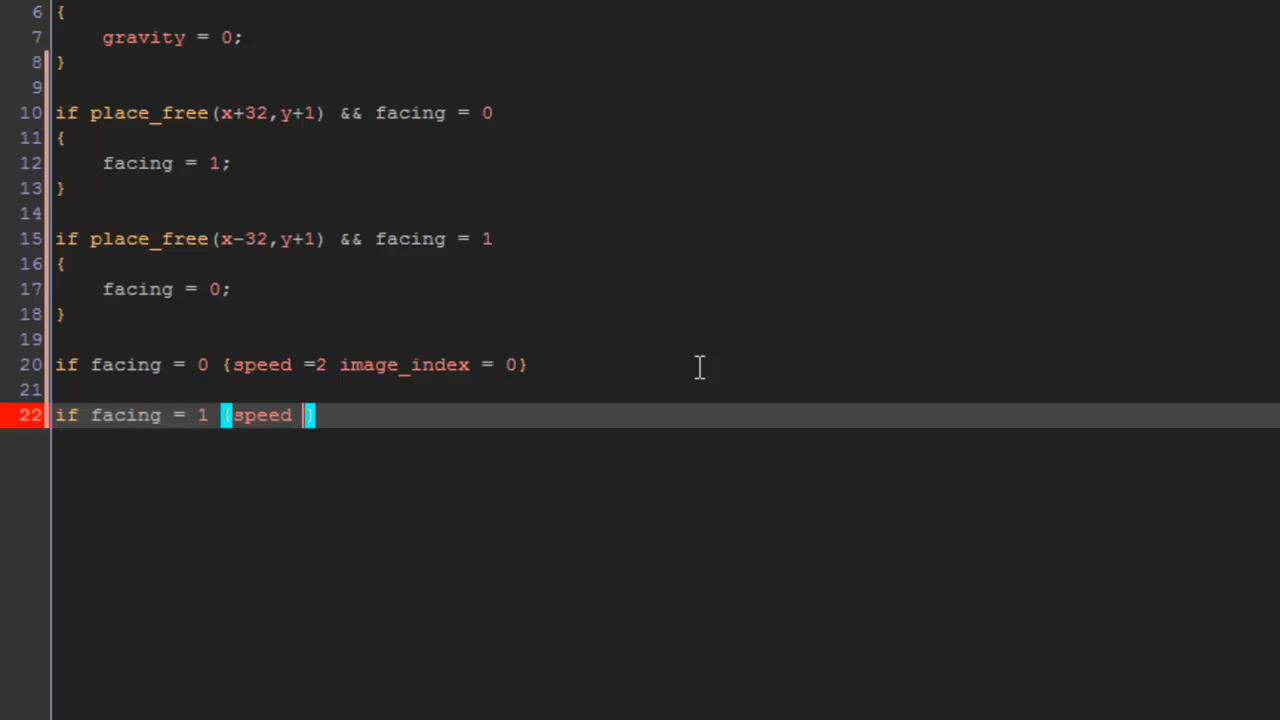 6 {
7 gravity = 0;
8 }
9
10 if place_free(x+32,y+1) && facing = 0
11 {
12 facing = 1;
13 }
14
15 if place_free(x-32,y+1) && facing = 1
16 {
17 facing = 0;
18 }
19
20 if facing = 0 {speed =2 image_index = 0}
21
22 if facing = 1 {speed }